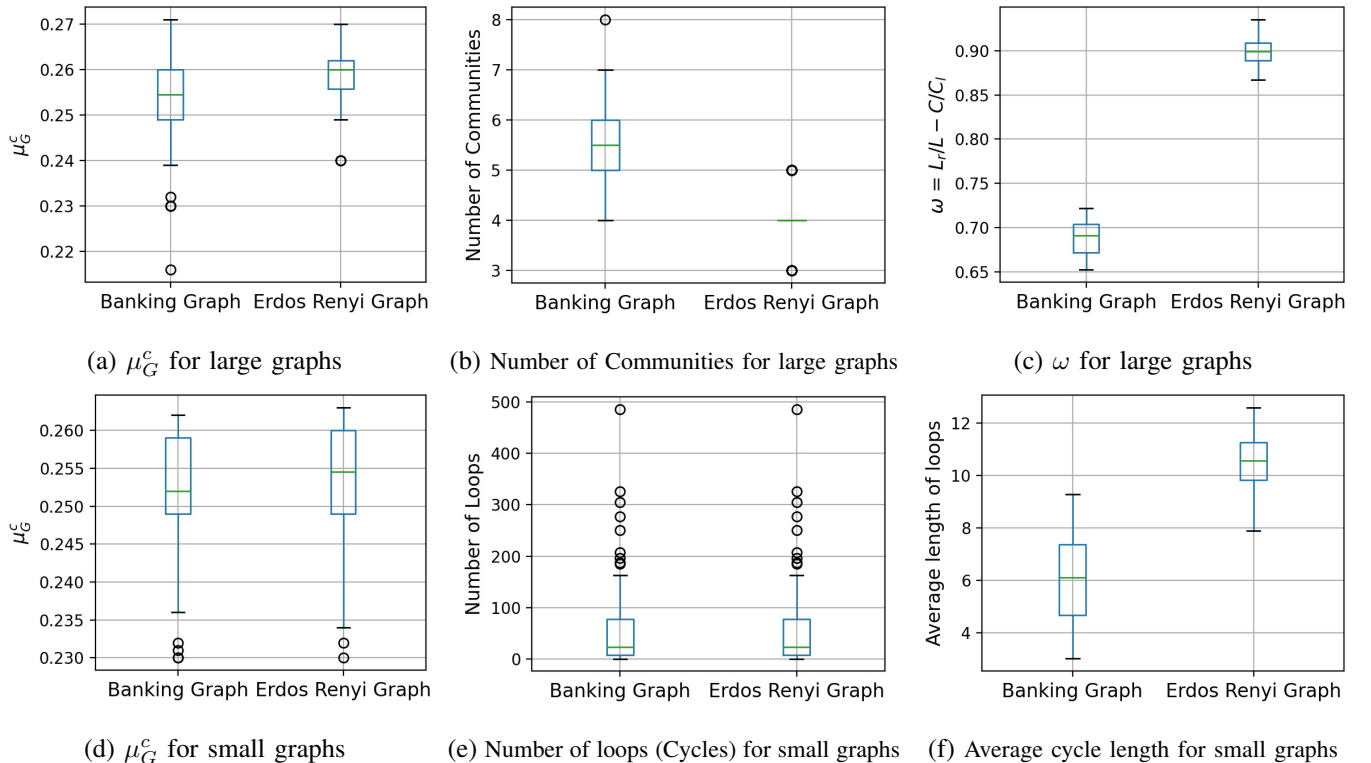 0.27
0.26
0.25
0.24
0.23
0.22
μ_G^c
Banking Graph Erdos Renyi Graph
(a) μ_G^c for large graphs
8
7
6
5
4
3
Number of Communities
Banking Graph Erdos Renyi Graph
(b) Number of Communities for large graphs
0.90
0.85
0.80
0.75
0.70
0.65
ω = L_r/L − C/C_l
Banking Graph Erdos Renyi Graph
(c) ω for large graphs
0.260
0.255
0.250
0.245
0.240
0.235
0.230
μ_G^c
Banking Graph Erdos Renyi Graph
(d) μ_G^c for small graphs
500
400
300
200
100
0
Number of Loops
Banking Graph Erdos Renyi Graph
(e) Number of loops (Cycles) for small graphs
12
10
8
6
4
Average length of loops
Banking Graph Erdos Renyi Graph
(f) Average cycle length for small graphs